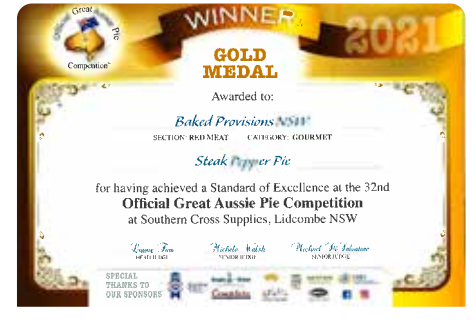 Official Great Aussie Pie
Competition
WINNER
2021
GOLD
MEDAL
Awarded to:
Baked Provisions NSW
SECTION: RED MEAT CATEGORY: GOURMET
Steak Pepper Pie
for having achieved a Standard of Excellence at the 32nd
Official Great Aussie Pie Competition
at Southern Cross Supplies, Lidcombe NSW
HEAD JUDGE
SENIOR JUDGE
SENIOR JUDGE
SPECIAL
THANKS TO
OUR SPONSORS